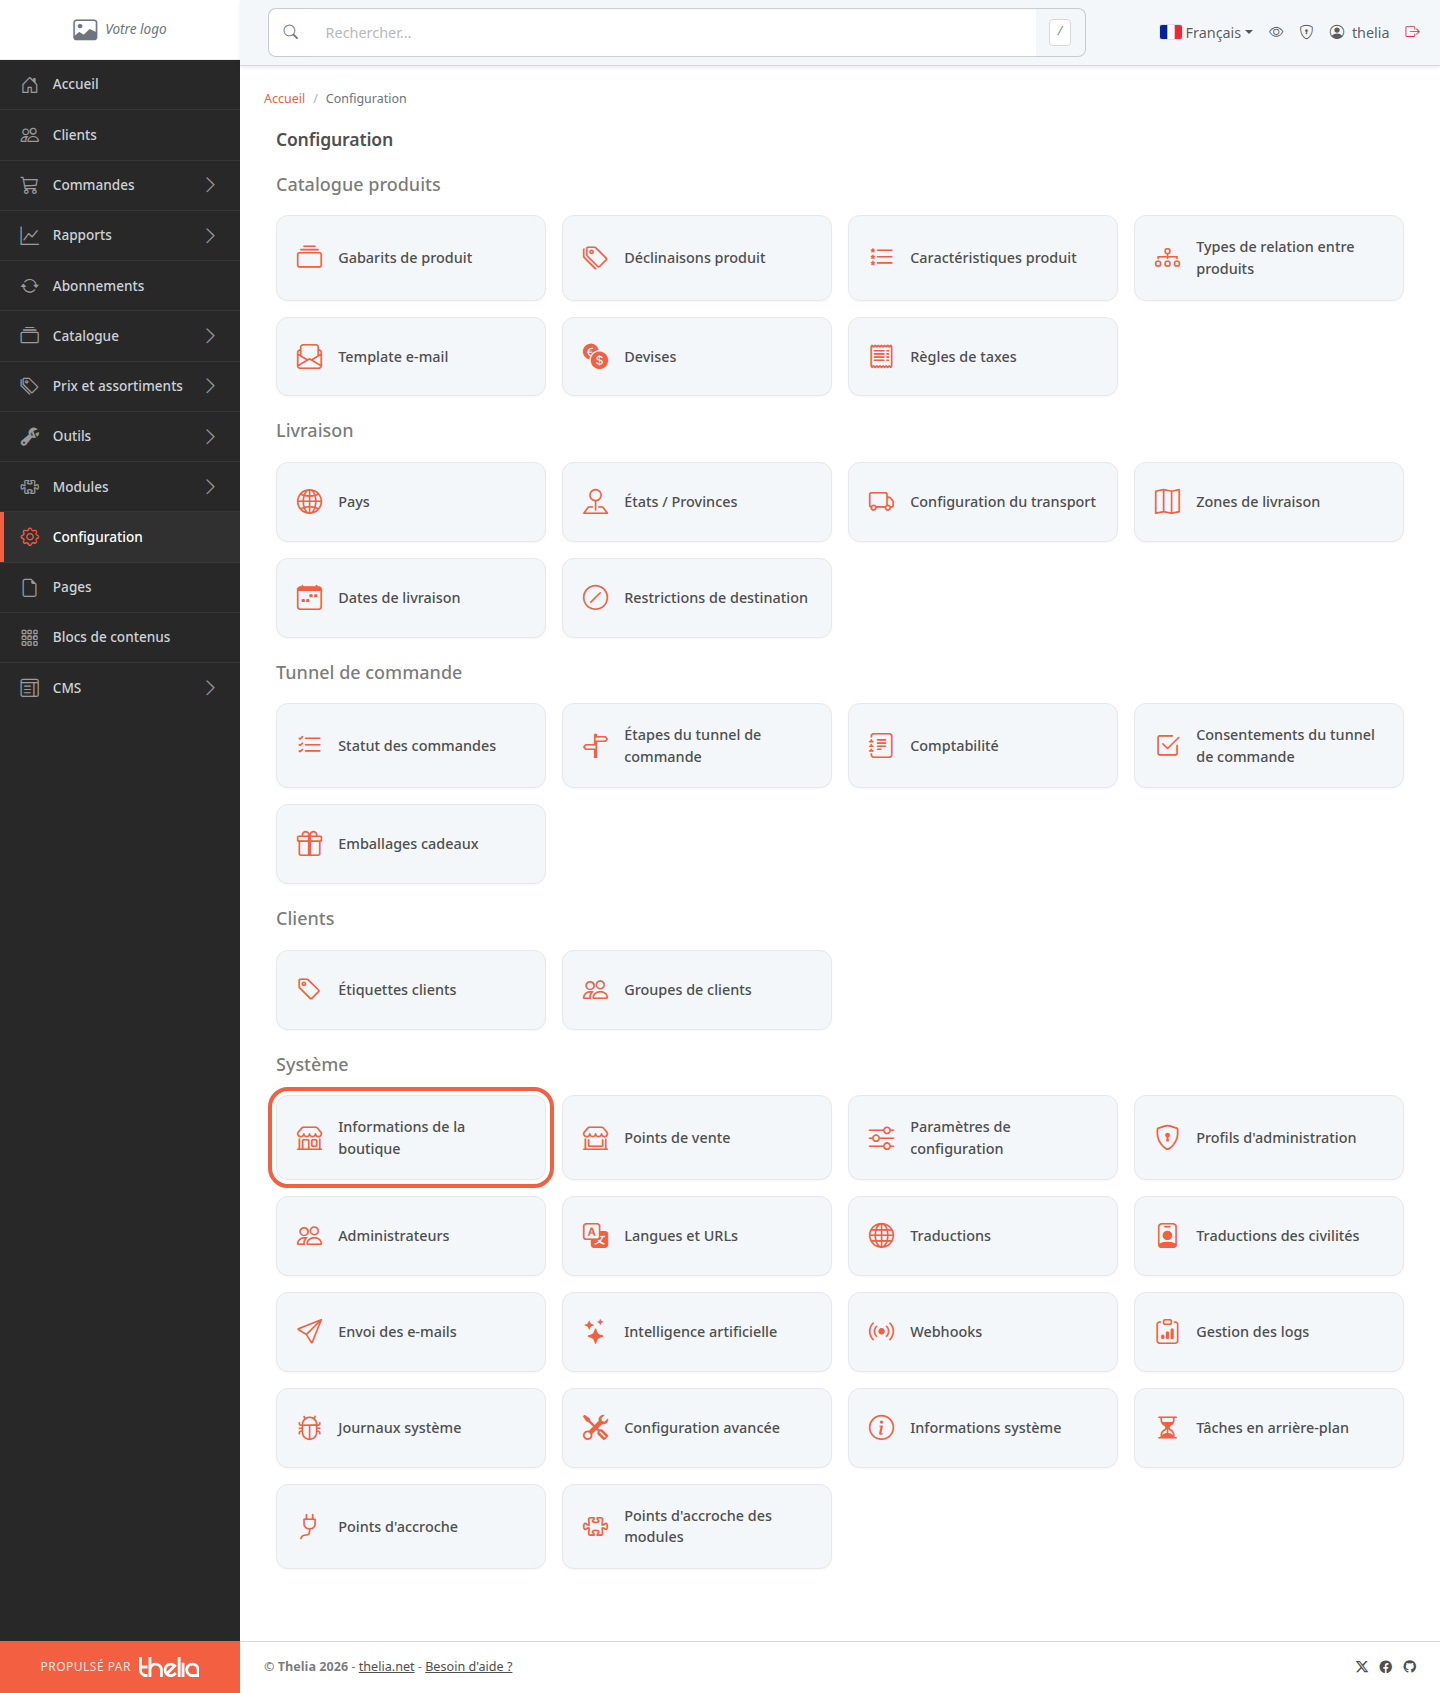 Votre logo
Rechercher...
/
Français
thelia
Accueil
Clients
Commandes
Rapports
Abonnements
Catalogue
Prix et assortiments
Outils
Modules
Configuration
Pages
Blocs de contenus
CMS
PROPULSÉ PAR thelia
Accueil / Configuration
Configuration
Catalogue produits
Gabarits de produit
Déclinaisons produit
Caractéristiques produit
Types de relation entre
produits
Template e-mail
Devises
Règles de taxes
Livraison
Pays
États / Provinces
Configuration du transport
Zones de livraison
Dates de livraison
Restrictions de destination
Tunnel de commande
Statut des commandes
Étapes du tunnel de
commande
Comptabilité
Consentements du tunnel
de commande
Emballages cadeaux
Clients
Étiquettes clients
Groupes de clients
Système
Informations de la
boutique
Points de vente
Paramètres de
configuration
Profils d'administration
Administrateurs
Langues et URLs
Traductions
Traductions des civilités
Envoi des e-mails
Intelligence artificielle
Webhooks
Gestion des logs
Journaux système
Configuration avancée
Informations système
Tâches en arrière-plan
Points d'accroche
Points d'accroche des
modules
© Thelia 2026 - thelia.net - Besoin d'aide ?